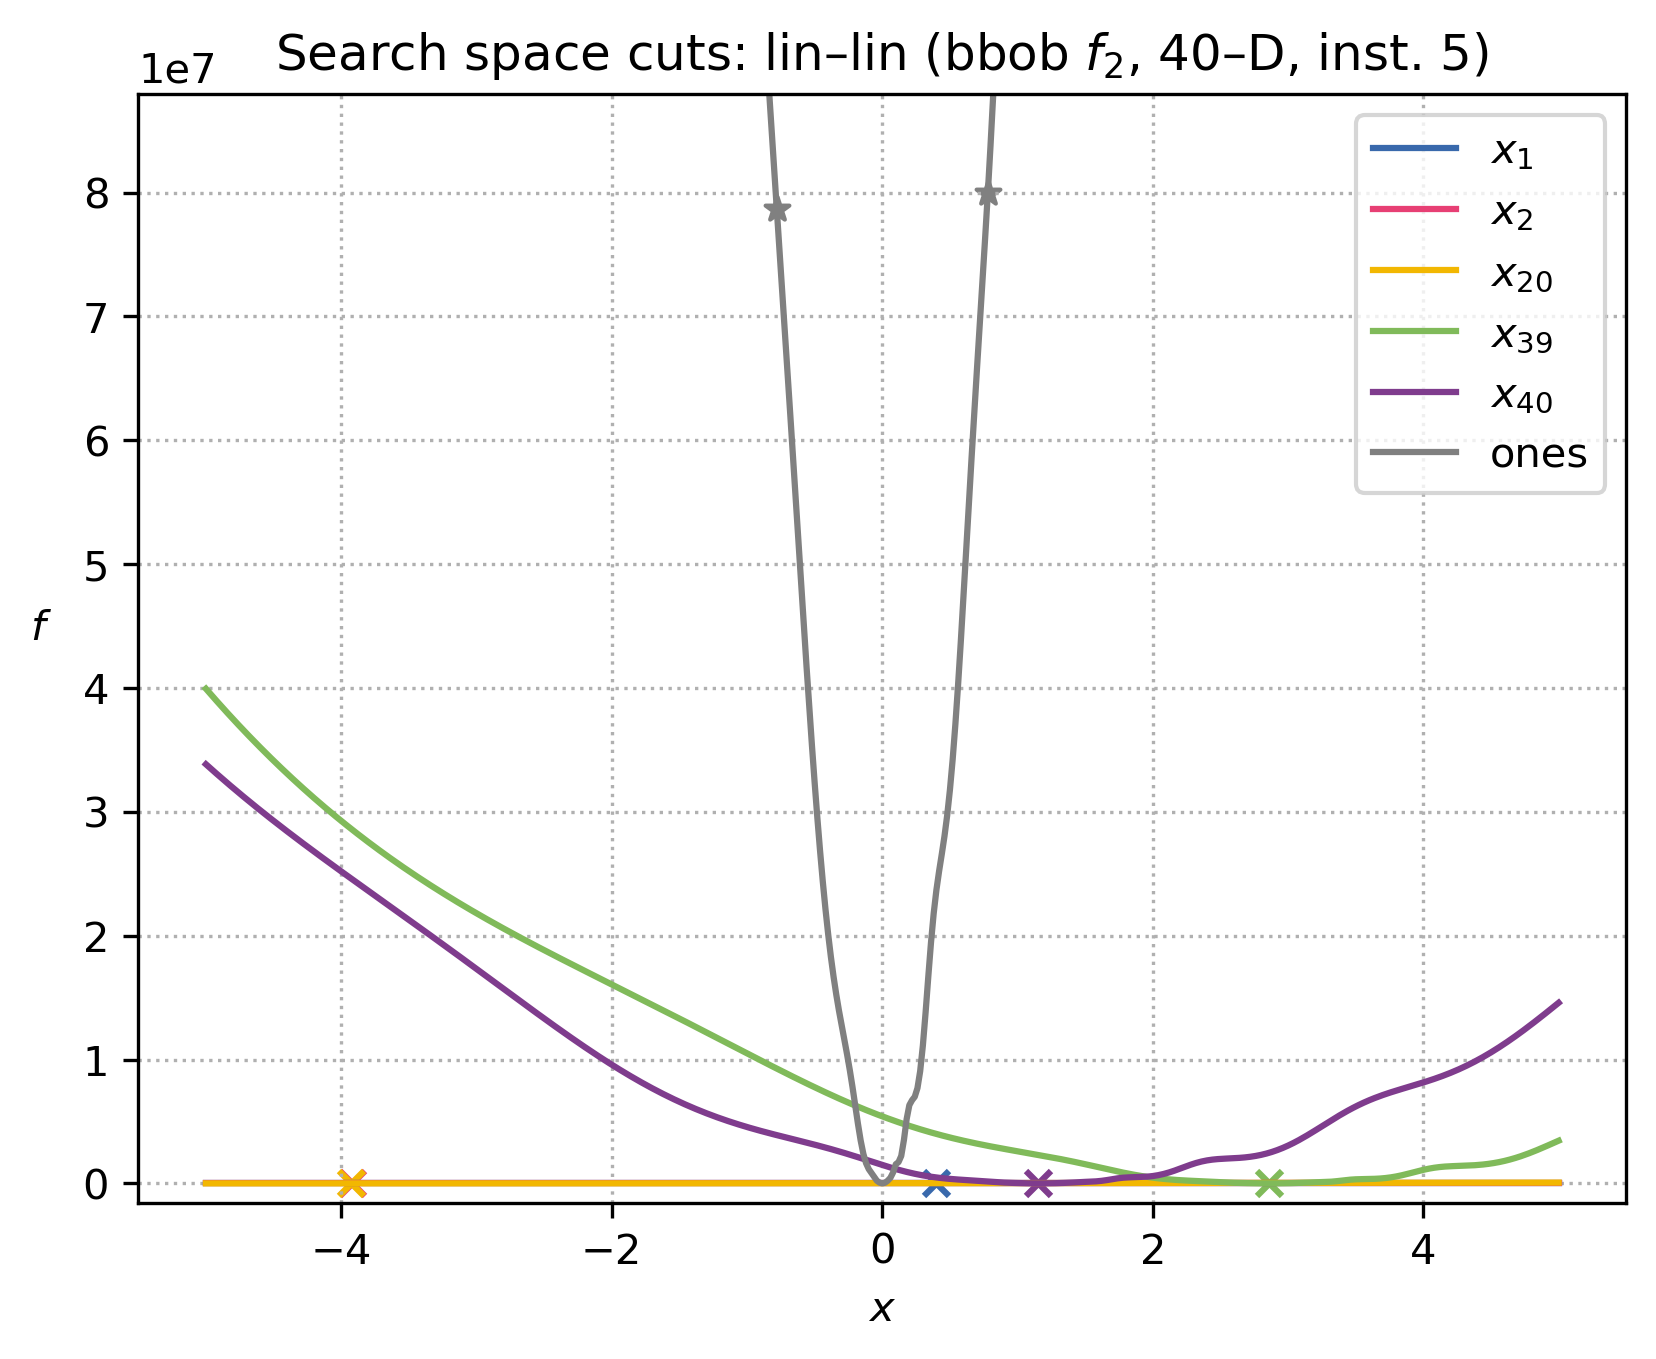 Search space cuts: lin–lin (bbob f₂, 40–D, inst. 5)
1e7
8
7
6
5
4
3
2
1
0
f
−4
−2
0
2
4
x
x₁
x₂
x₂₀
x₃₉
x₄₀
ones